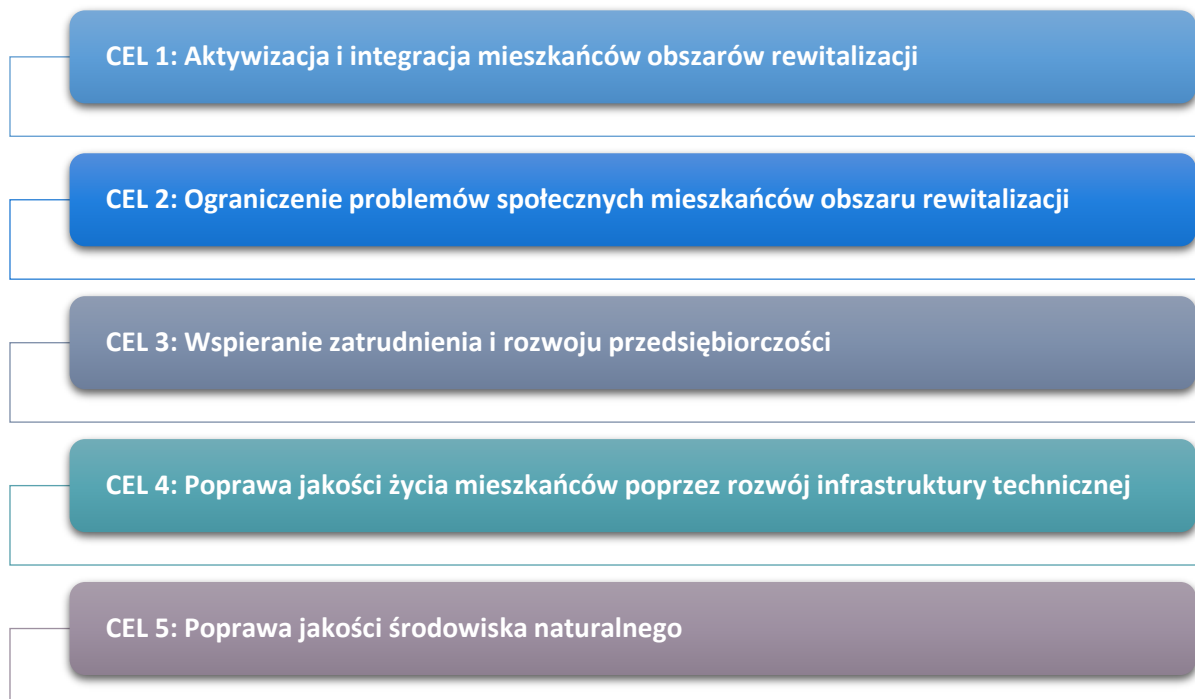 CEL 1: Aktywizacja i integracja mieszkańców obszarów rewitalizacji
CEL 2: Ograniczenie problemów społecznych mieszkańców obszaru rewitalizacji
CEL 3: Wspieranie zatrudnienia i rozwoju przedsiębiorczości
CEL 4: Poprawa jakości życia mieszkańców poprzez rozwój infrastruktury technicznej
CEL 5: Poprawa jakości środowiska naturalnego